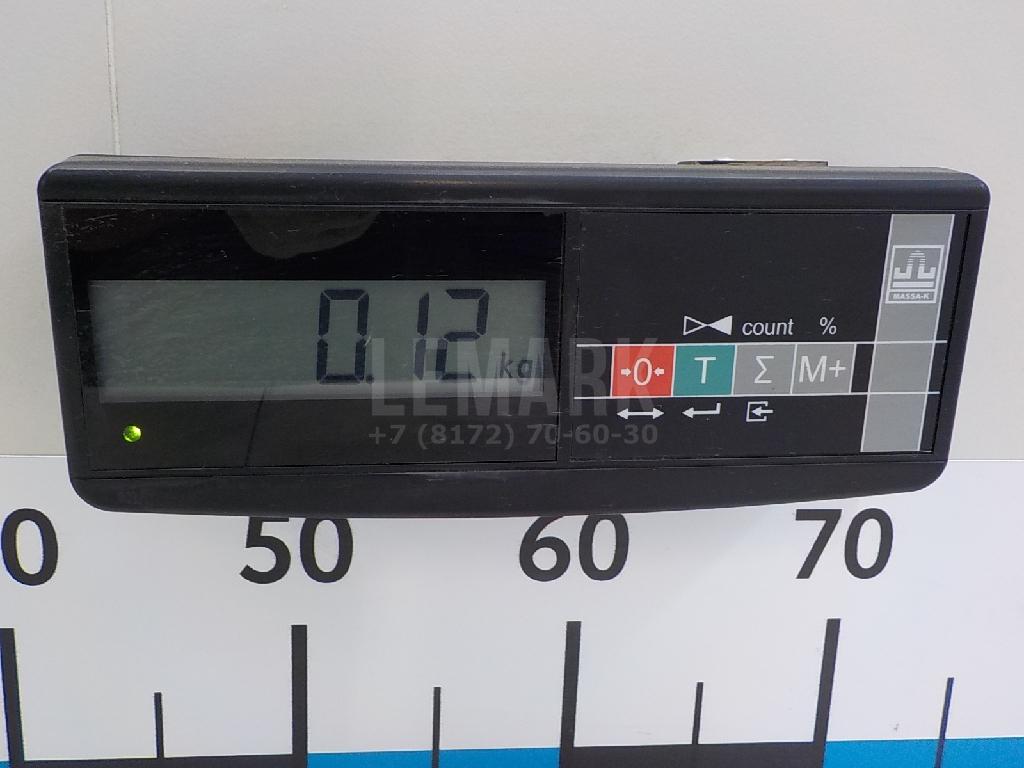 0.12 kg
MASSA-K
count %
→0← T Σ M+
LEMARK
+7 (8172) 70-60-30
0 50 60 70